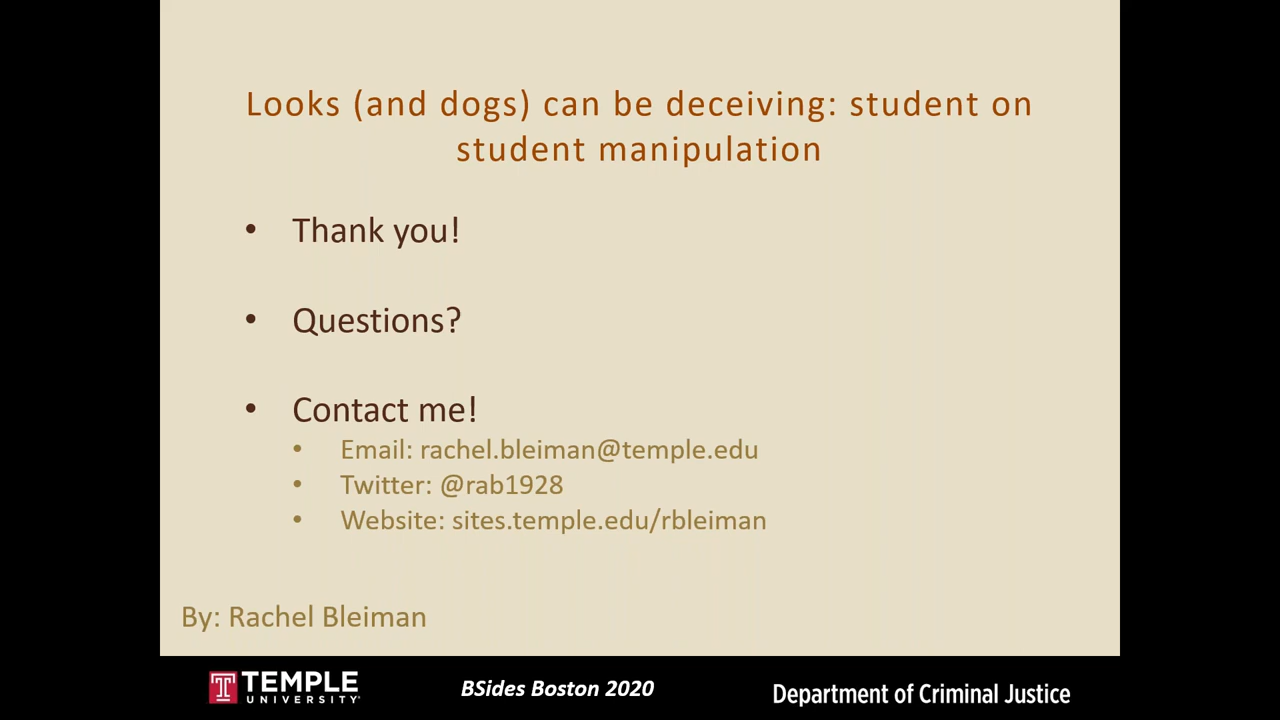 Looks (and dogs) can be deceiving: student on
student manipulation
• Thank you!
• Questions?
• Contact me!
• Email: rachel.bleiman@temple.edu
• Twitter: @rab1928
• Website: sites.temple.edu/rbleiman
By: Rachel Bleiman
TEMPLE
UNIVERSITY
BSides Boston 2020
Department of Criminal Justice